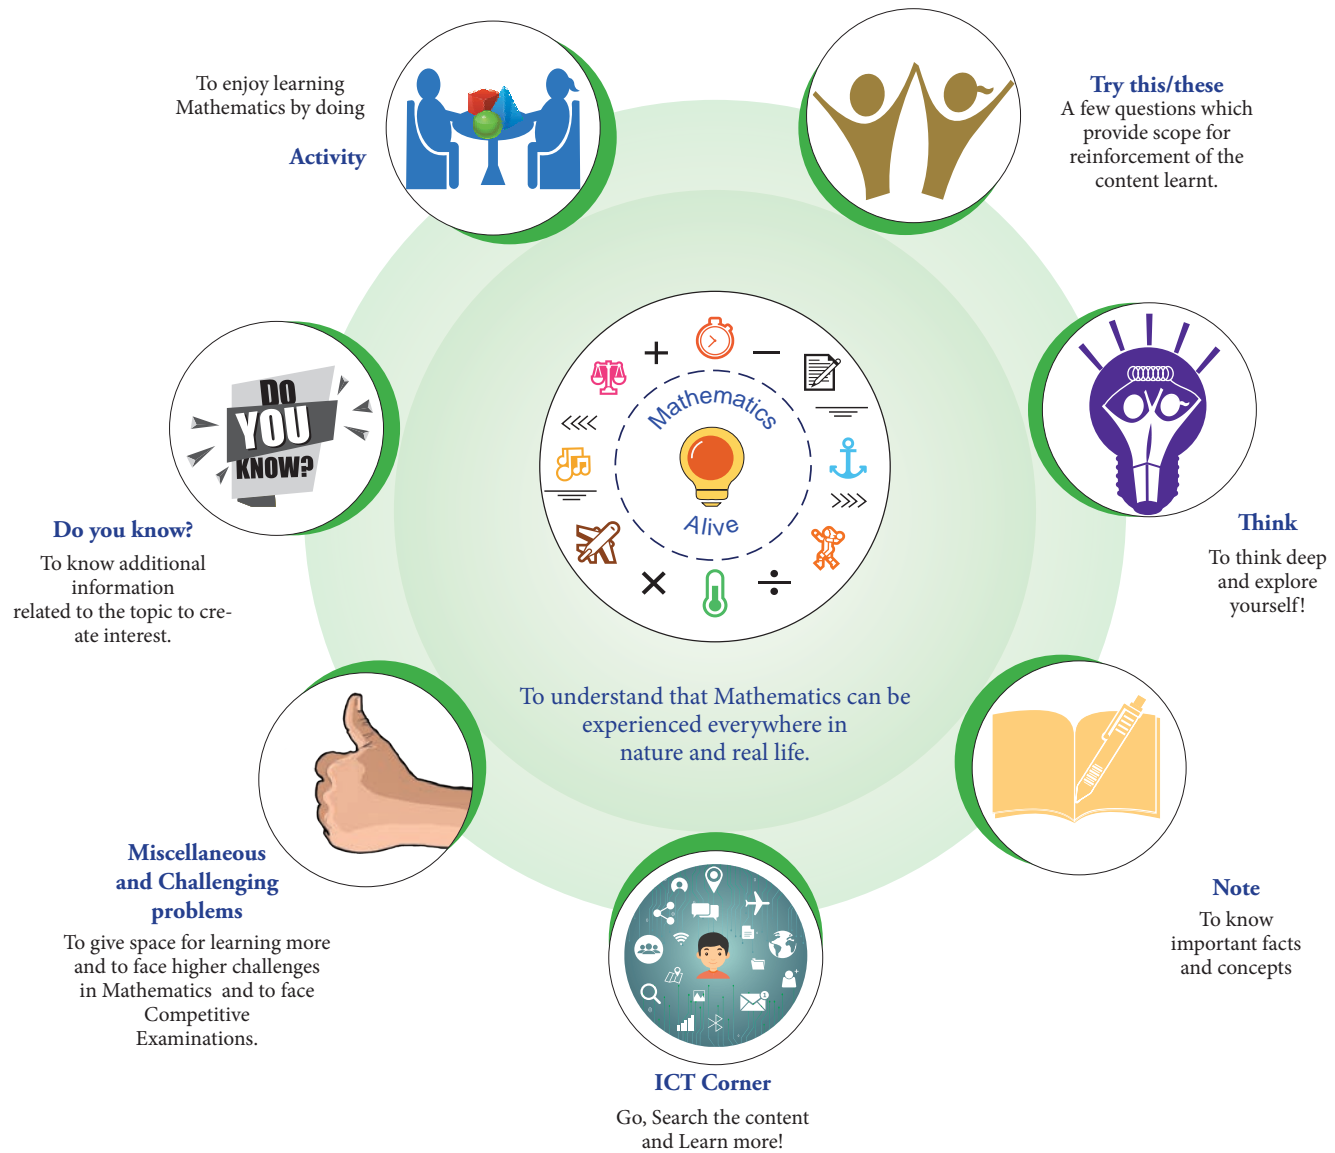 To enjoy learning
Mathematics by doing
Activity
Try this/these
A few questions which
provide scope for
reinforcement of the
content learnt.
DO
YOU
KNOW?
Do you know?
To know additional
information
related to the topic to cre-
ate interest.
Mathematics
Alive
To understand that Mathematics can be
experienced everywhere in
nature and real life.
Think
To think deep
and explore
yourself!
Miscellaneous
and Challenging
problems
To give space for learning more
and to face higher challenges
in Mathematics and to face
Competitive
Examinations.
Note
To know
important facts
and concepts
ICT Corner
Go, Search the content
and Learn more!